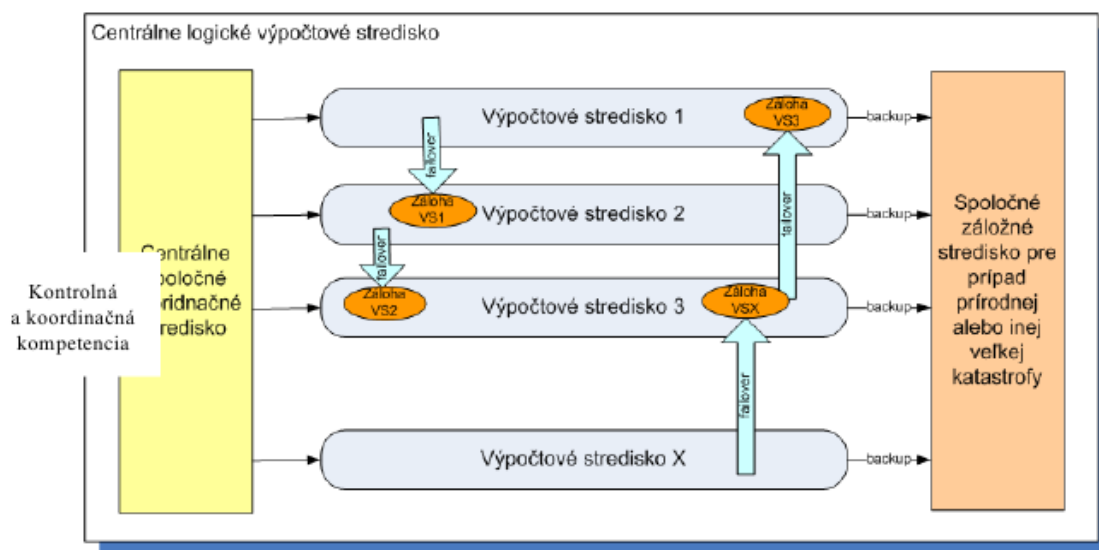 Centrálne logické výpočtové stredisko
Kontrolná
a koordinačná
kompetencia
Centrálne
Výpočtové stredisko 1
Záloha
VS3
failover
backup
Záloha
VS1
Výpočtové stredisko 2
failover
failover
backup
Záloha
VS2
Výpočtové stredisko 3
Záloha
VSX
backup
failover
Výpočtové stredisko X
backup
Spoločné
záložné
stredisko pre
prípad
prírodnej
alebo inej
veľkej
katastrofy